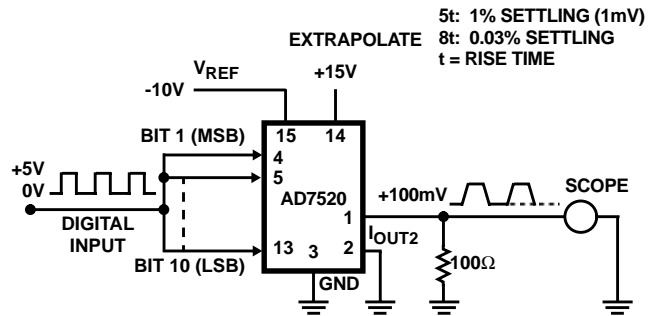 5t: 1% SETTLING (1mV)
EXTRAPOLATE 8t: 0.03% SETTLING
t = RISE TIME
VREF
-10V
+15V
BIT 1 (MSB)
15 14
4
5
+5V
0V
AD7520
DIGITAL
INPUT
+100mV
SCOPE
1
IOUT2
13 3 2
100Ω
BIT 10 (LSB)
GND